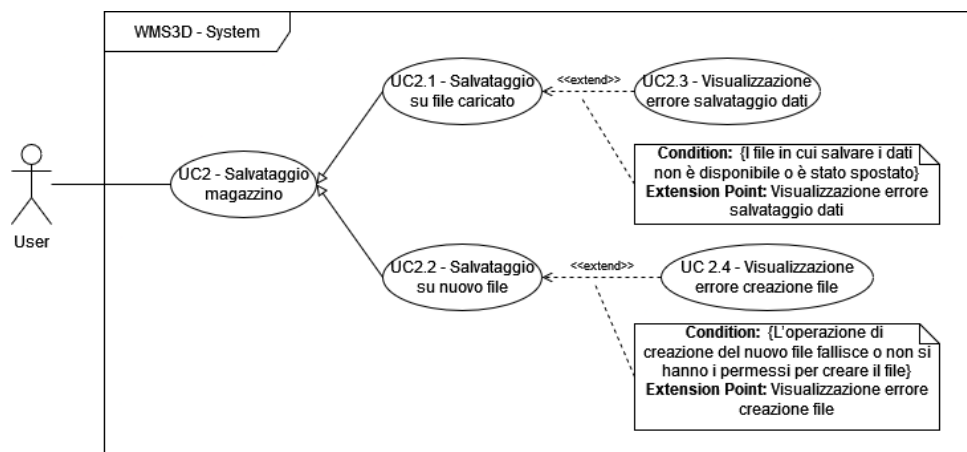 WMS3D - System
UC2.1 - Salvataggio
su file caricato
<<extend>>
UC2.3 - Visualizzazione
errore salvataggio dati
Condition: {I file in cui salvare i dati
non è disponibile o è stato spostato}
Extension Point: Visualizzazione errore
salvataggio dati
UC2 - Salvataggio
magazzino
User
UC2.2 - Salvataggio
su nuovo file
<<extend>>
UC 2.4 - Visualizzazione
errore creazione file
Condition: {L'operazione di
creazione del nuovo file fallisce o non si
hanno i permessi per creare il file}
Extension Point: Visualizzazione errore
creazione file